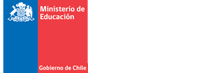 Ministerio de
Educación
Gobierno de Chile